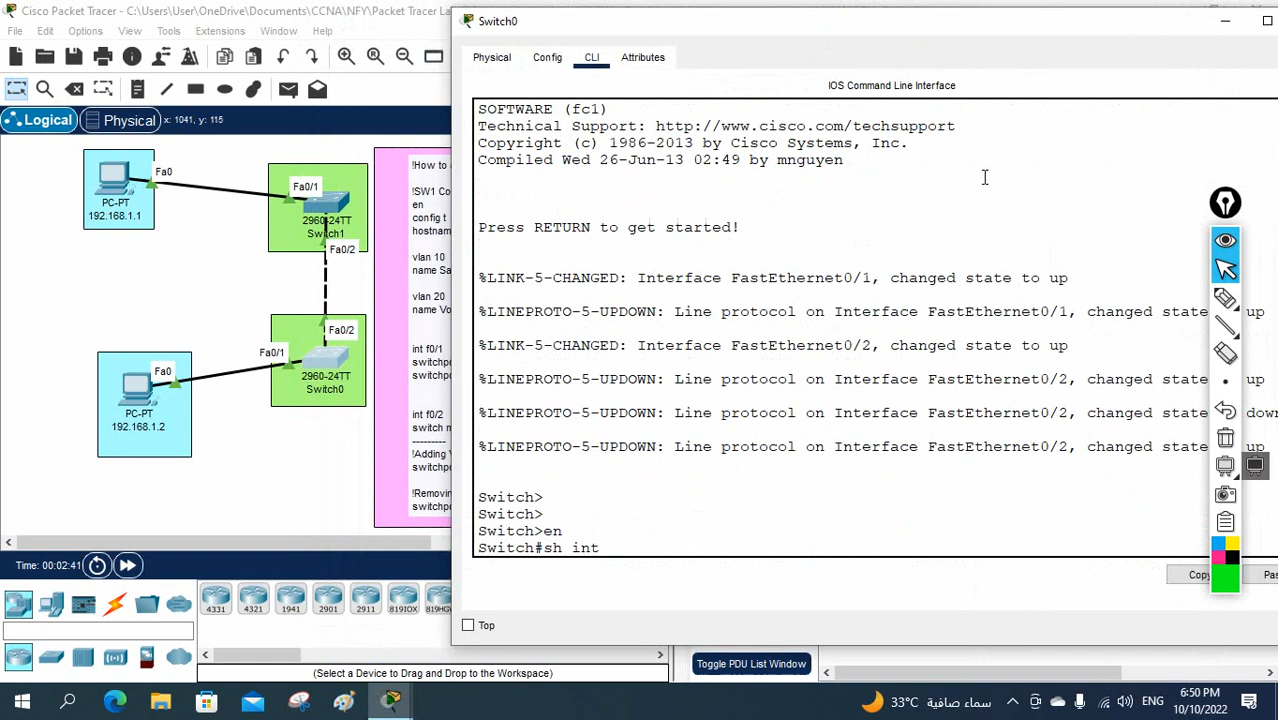 Cisco Packet Tracer - C:\Users\User\OneDrive\Documents\CCNA\NFY\Packet Tracer La
File Edit Options View Tools Extensions Window Help
Logical Physical x: 1041, y: 115
PC-PT
192.168.1.1
Fa0
Fa0/1
2960-24TT
Switch1
Fa0/2
Fa0/2
Fa0/1
2960-24TT
Switch0
Fa0
PC-PT
192.168.1.2
!How to
!SW1 Co
en
config t
hostnam
vlan 10
name Sa
vlan 20
name Vo
int f0/1
switchpo
switchpo
int f0/2
switch m
---------
!Adding V
switchpo
!Removin
switchpo
Time: 00:02:41
4331 4321 1941 2901 2911 819IOX 819HGW
(Select a Device to Drag and Drop to the Workspace)
Switch0
Physical Config CLI Attributes
IOS Command Line Interface
SOFTWARE (fc1)
Technical Support: http://www.cisco.com/techsupport
Copyright (c) 1986-2013 by Cisco Systems, Inc.
Compiled Wed 26-Jun-13 02:49 by mnguyen
Press RETURN to get started!
%LINK-5-CHANGED: Interface FastEthernet0/1, changed state to up
%LINEPROTO-5-UPDOWN: Line protocol on Interface FastEthernet0/1, changed state up
%LINK-5-CHANGED: Interface FastEthernet0/2, changed state to up
%LINEPROTO-5-UPDOWN: Line protocol on Interface FastEthernet0/2, changed state up
%LINEPROTO-5-UPDOWN: Line protocol on Interface FastEthernet0/2, changed state down
%LINEPROTO-5-UPDOWN: Line protocol on Interface FastEthernet0/2, changed state up
Switch>
Switch>
Switch>en
Switch#sh int
Copy Pas
Top
Toggle PDU List Window
33°C سماء صافية ENG 6:50 PM
10/10/2022